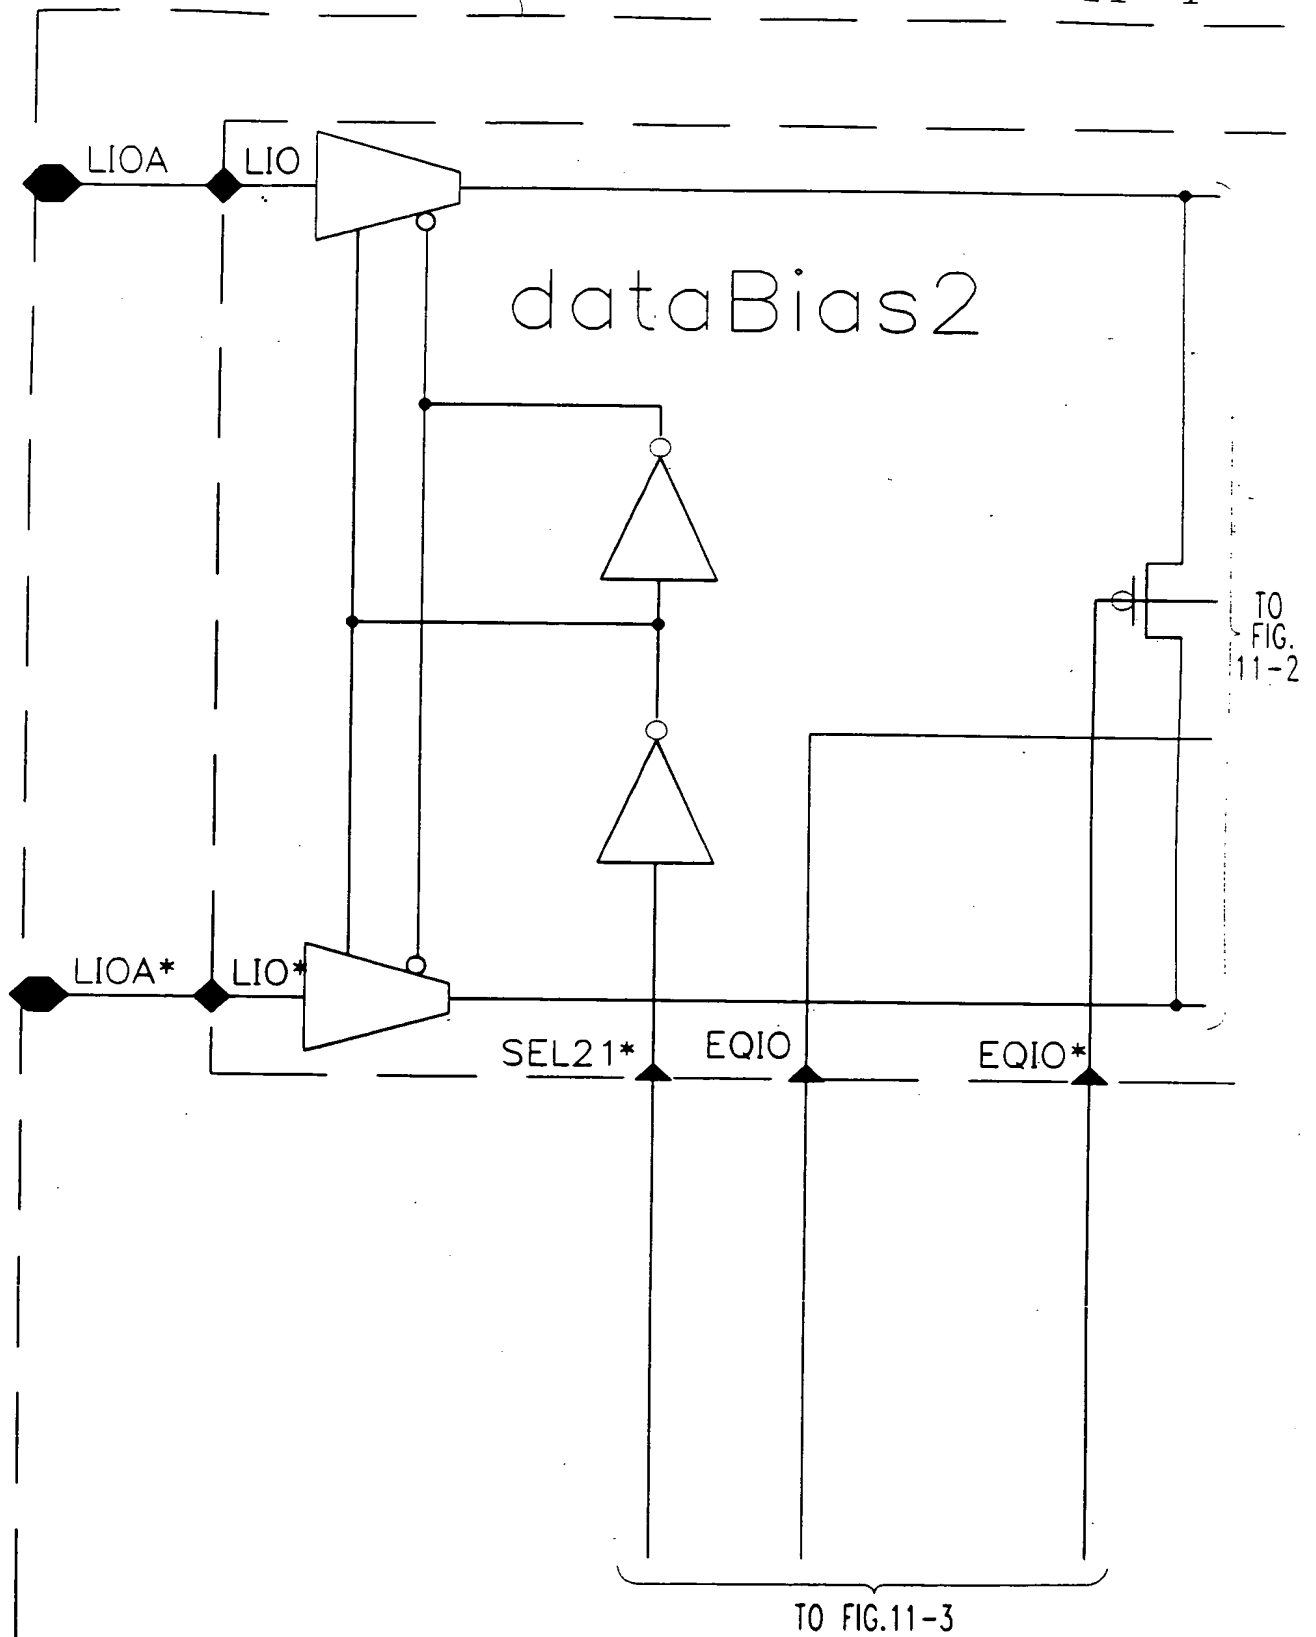 LIOA
LIO
dataBias2
TO
FIG.
11-2
LIOA*
LIO*
SEL21*
EQIO
EQIO*
TO FIG.11-3